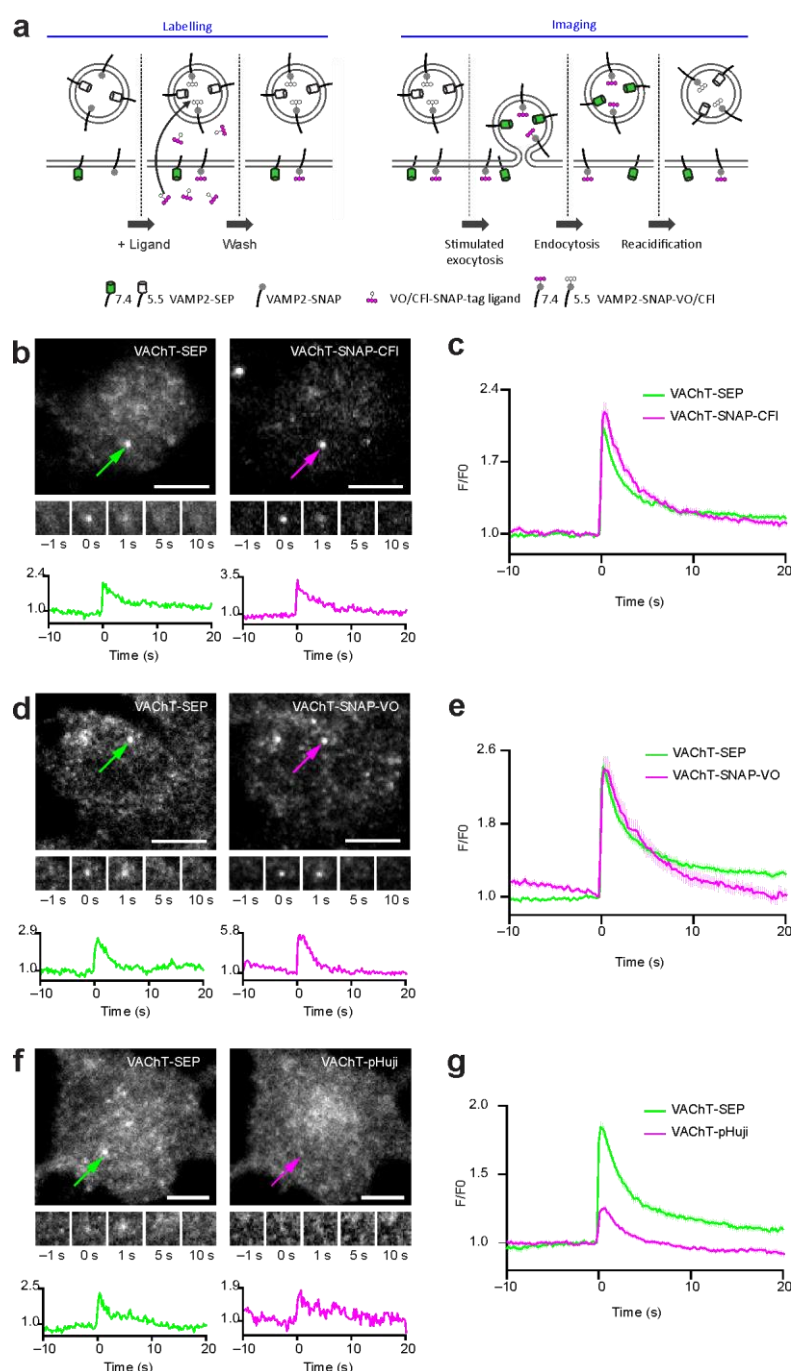 a
Labelling
Imaging
+ Ligand
Wash
Stimulated
exocytosis
Endocytosis
Reacidification
7.4 5.5 VAMP2-SEP
VAMP2-SNAP
VO/CFl-SNAP-tag ligand
7.4 5.5 VAMP2-SNAP-VO/CFl
b
VAChT-SEP
VAChT-SNAP-CFl
–1 s 0 s 1 s 5 s 10 s
–1 s 0 s 1 s 5 s 10 s
2.4
1.0
–10 0 10 20
Time (s)
3.5
1.0
–10 0 10 20
Time (s)
c
2.4
1.7
1.0
F/F0
VAChT-SEP
VAChT-SNAP-CFl
–10 0 10 20
Time (s)
d
VAChT-SEP
VAChT-SNAP-VO
–1 s 0 s 1 s 5 s 10 s
–1 s 0 s 1 s 5 s 10 s
2.9
1.0
–10 0 10 20
Time (s)
5.8
1.0
–10 0 10 20
Time (s)
e
2.6
1.8
1.0
F/F0
VAChT-SEP
VAChT-SNAP-VO
–10 0 10 20
Time (s)
f
VAChT-SEP
VAChT-pHuji
–1 s 0 s 1 s 5 s 10 s
–1 s 0 s 1 s 5 s 10 s
2.5
1.0
–10 0 10 20
Time (s)
1.9
1.0
–10 0 10 20
Time (s)
g
2.0
1.5
1.0
F/F0
VAChT-SEP
VAChT-pHuji
–10 0 10 20
Time (s)